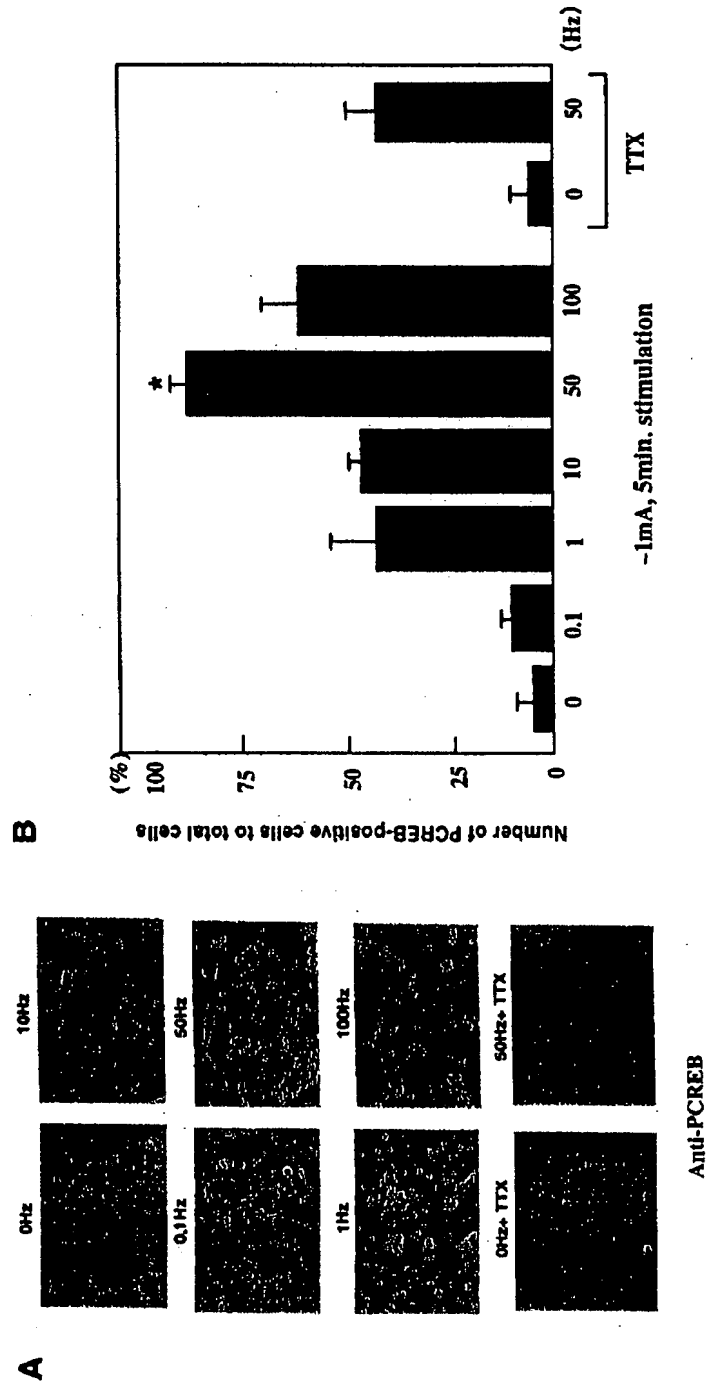 A
0Hz
10Hz
0.1Hz
50Hz
1Hz
100Hz
0Hz+ TTX
50Hz+ TTX
Anti-PCREB
B
(%)
100
75
50
25
0
Number of PCREB-positive cells to total cells
*
0 0.1 1 10 50 100 0 50 (Hz)
TTX
~1mA, 5min. stimulation